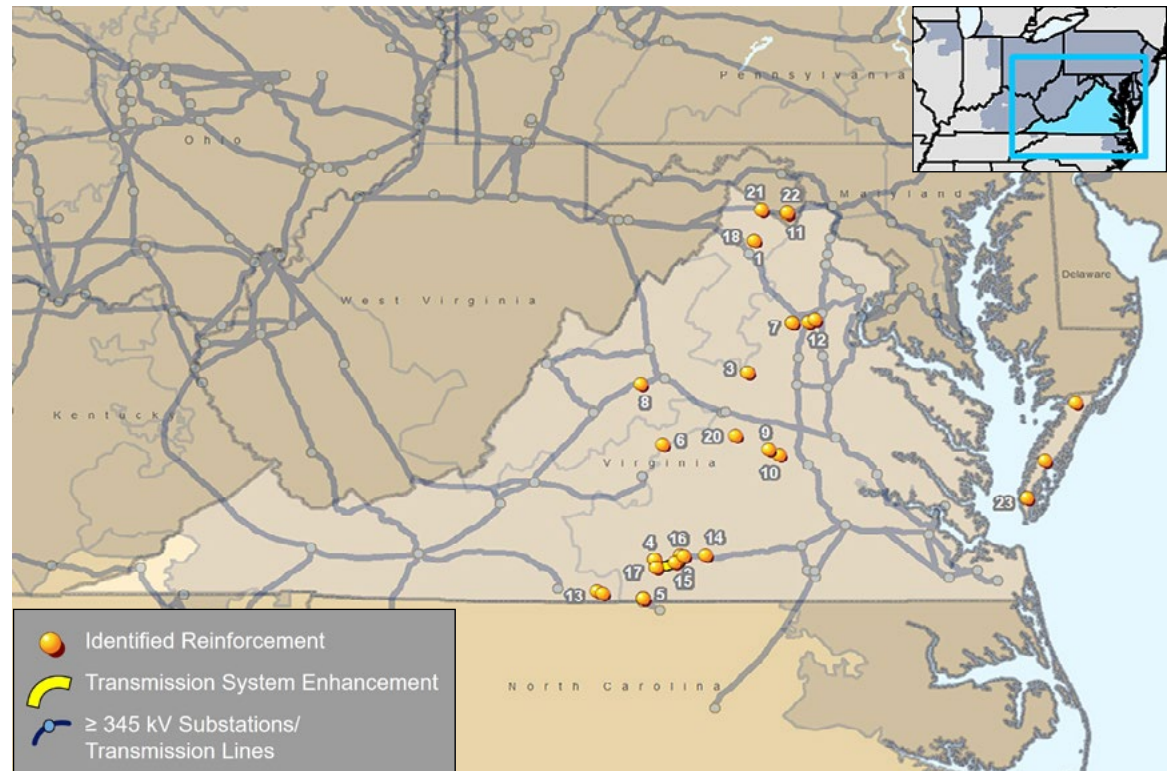 Pennsylvania
Ohio
Maryland
21
22
11
18
1
Delaware
West Virginia
7
12
3
8
Kentucky
20
9
6
Virginia
10
23
4
16
14
17
2
15
13
5
Identified Reinforcement
Transmission System Enhancement
≥ 345 kV Substations/
Transmission Lines
North Carolina